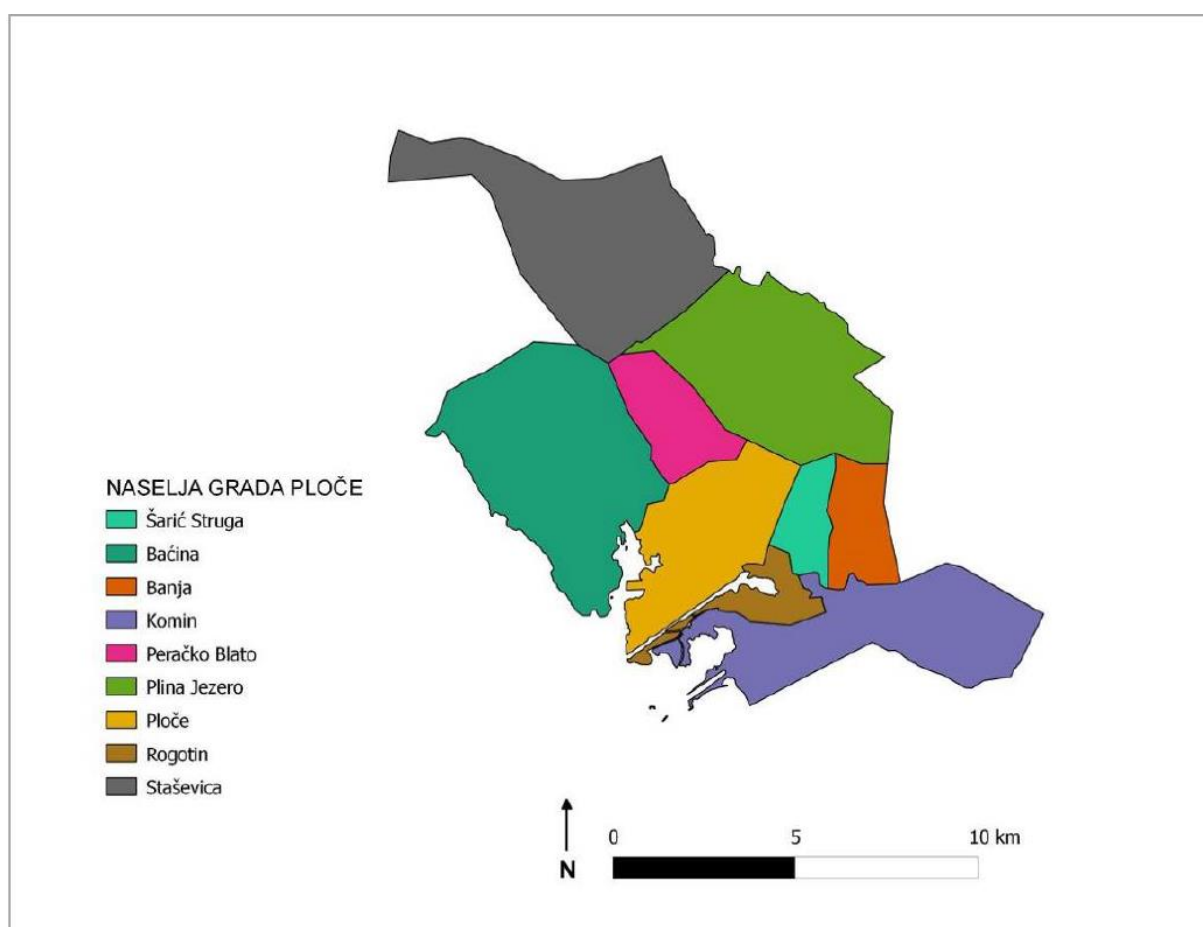 NASELJA GRADA PLOČE
Šarić Struga
Baćina
Banja
Komin
Peračko Blato
Plina Jezero
Ploče
Rogotin
Staševica
N
0 5 10 km